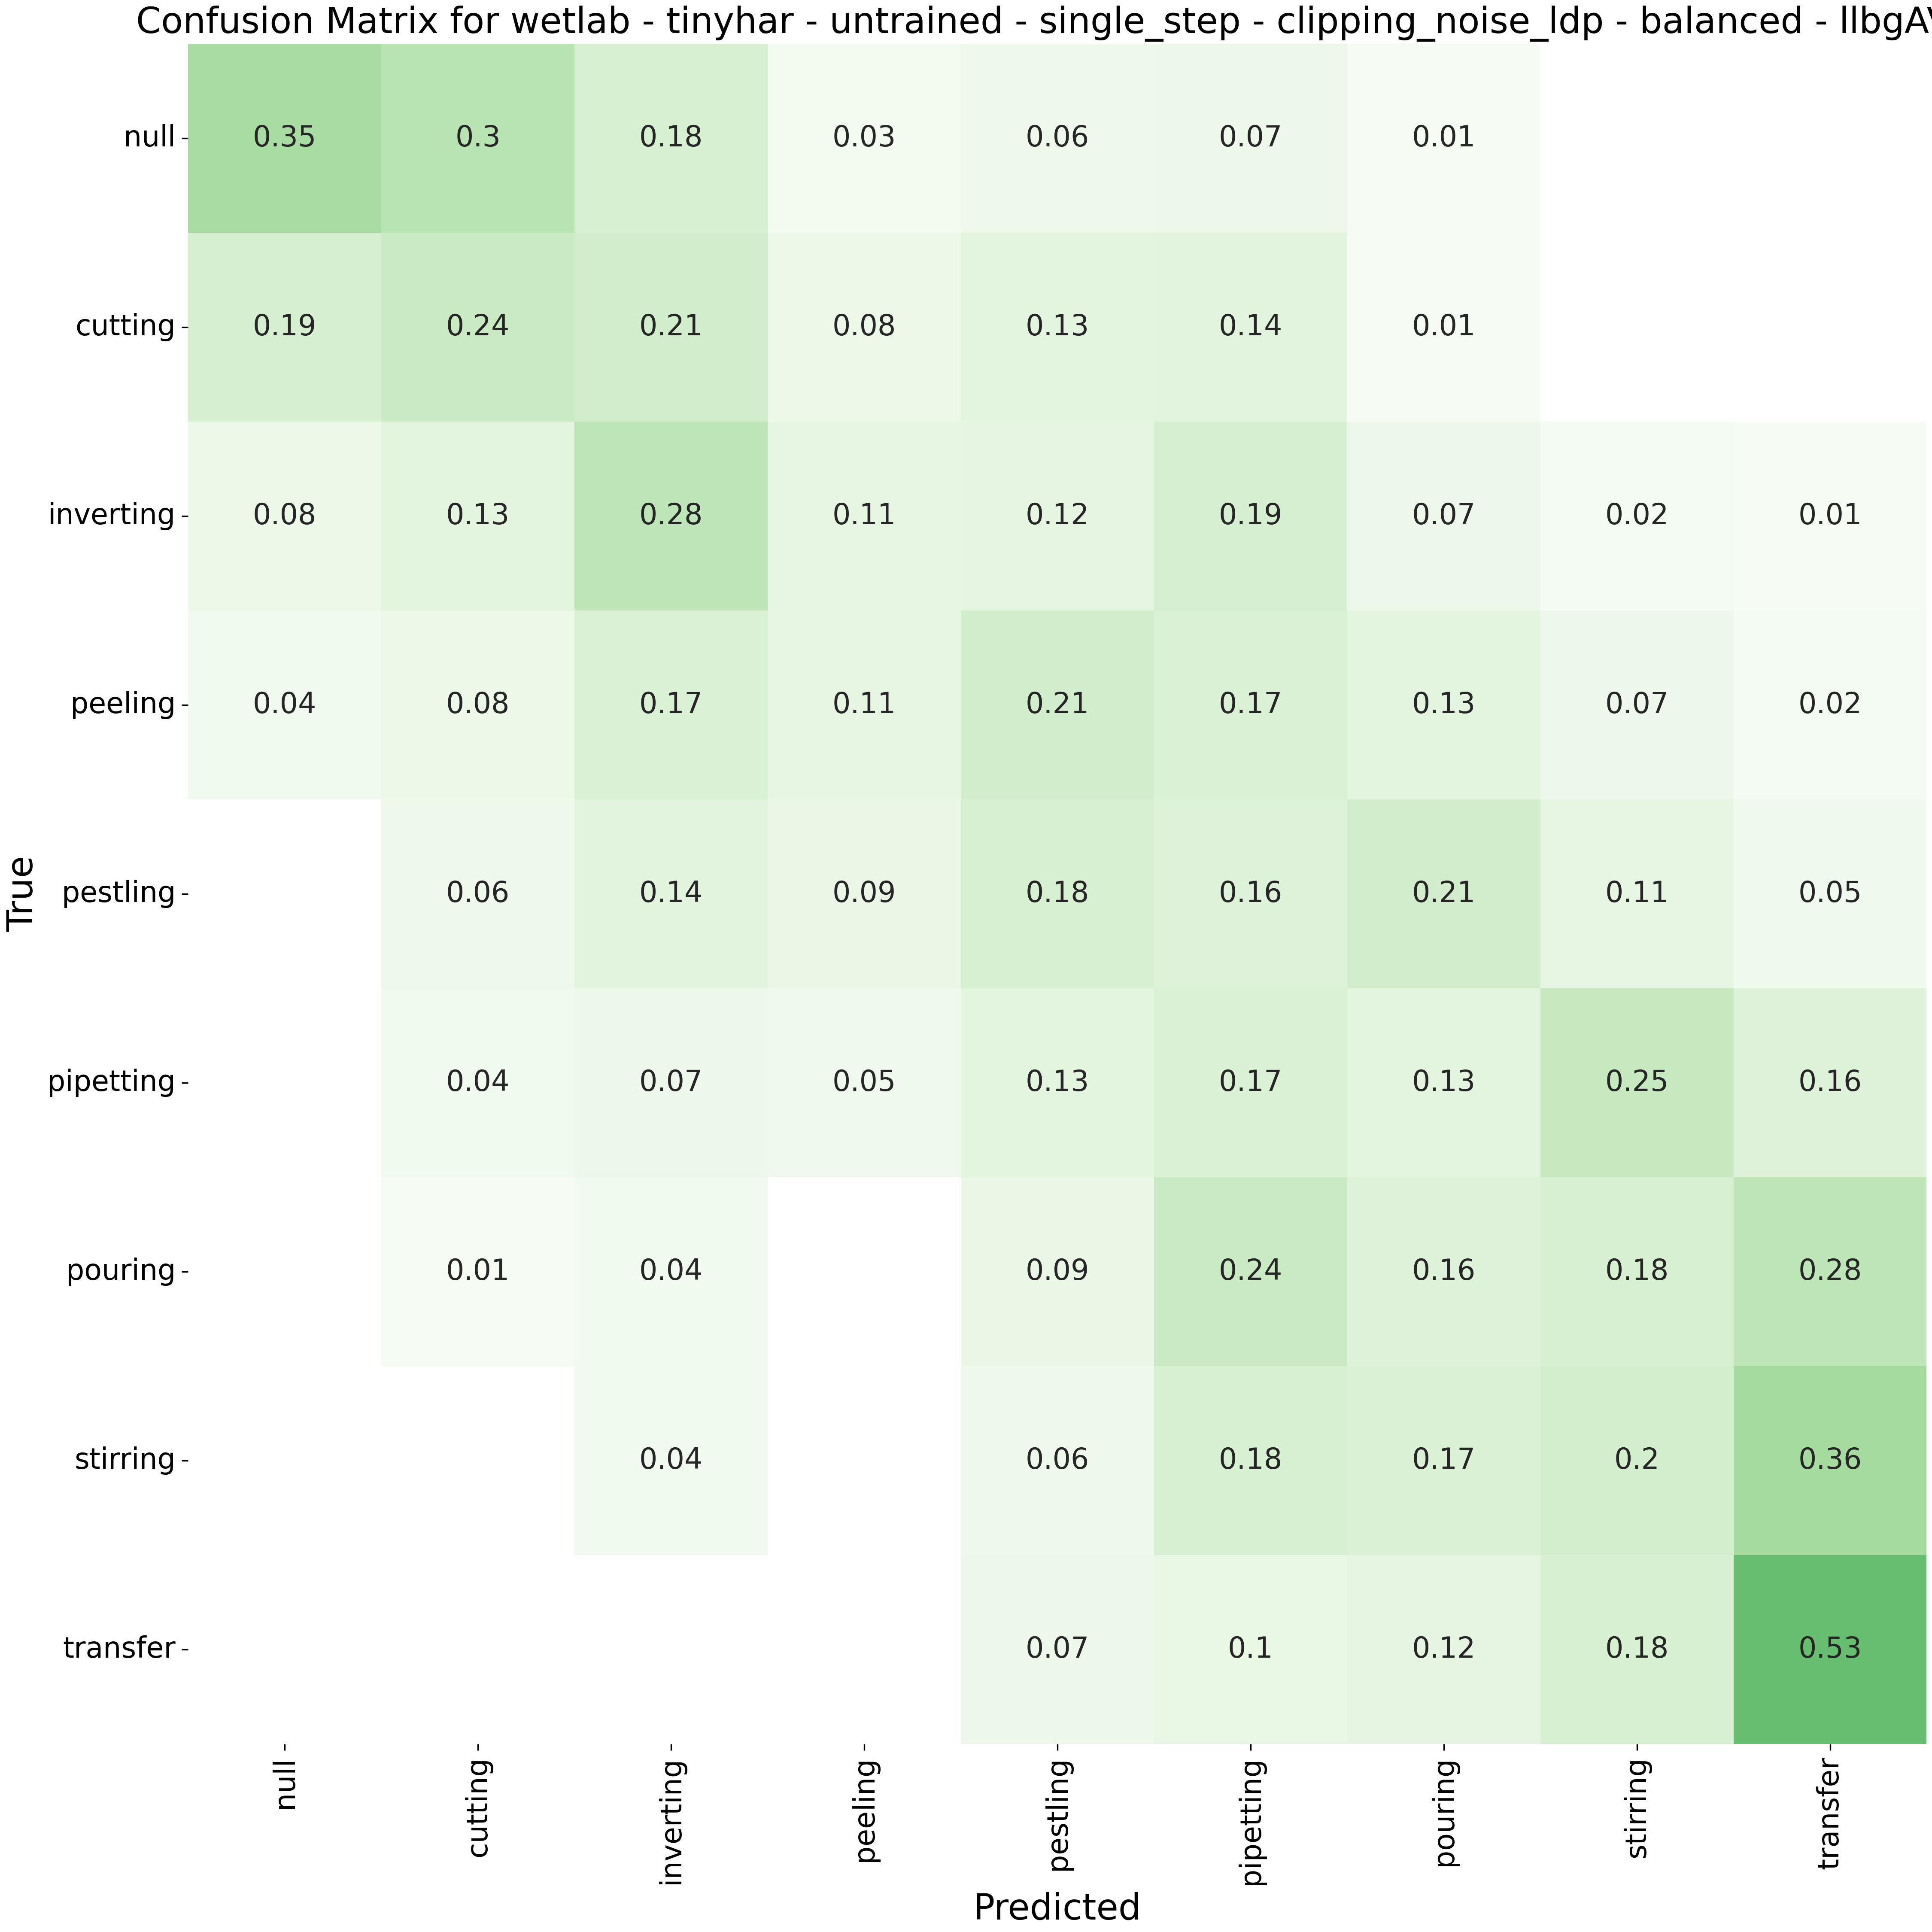 Confusion Matrix for wetlab - tinyhar - untrained - single_step - clipping_noise_ldp - balanced - llbgA
null 0.35 0.3 0.18 0.03 0.06 0.07 0.01
cutting 0.19 0.24 0.21 0.08 0.13 0.14 0.01
inverting 0.08 0.13 0.28 0.11 0.12 0.19 0.07 0.02 0.01
peeling 0.04 0.08 0.17 0.11 0.21 0.17 0.13 0.07 0.02
pestling 0.06 0.14 0.09 0.18 0.16 0.21 0.11 0.05
pipetting 0.04 0.07 0.05 0.13 0.17 0.13 0.25 0.16
pouring 0.01 0.04 0.09 0.24 0.16 0.18 0.28
stirring 0.04 0.06 0.18 0.17 0.2 0.36
transfer 0.07 0.1 0.12 0.18 0.53
True
null cutting inverting peeling pestling pipetting pouring stirring transfer
Predicted